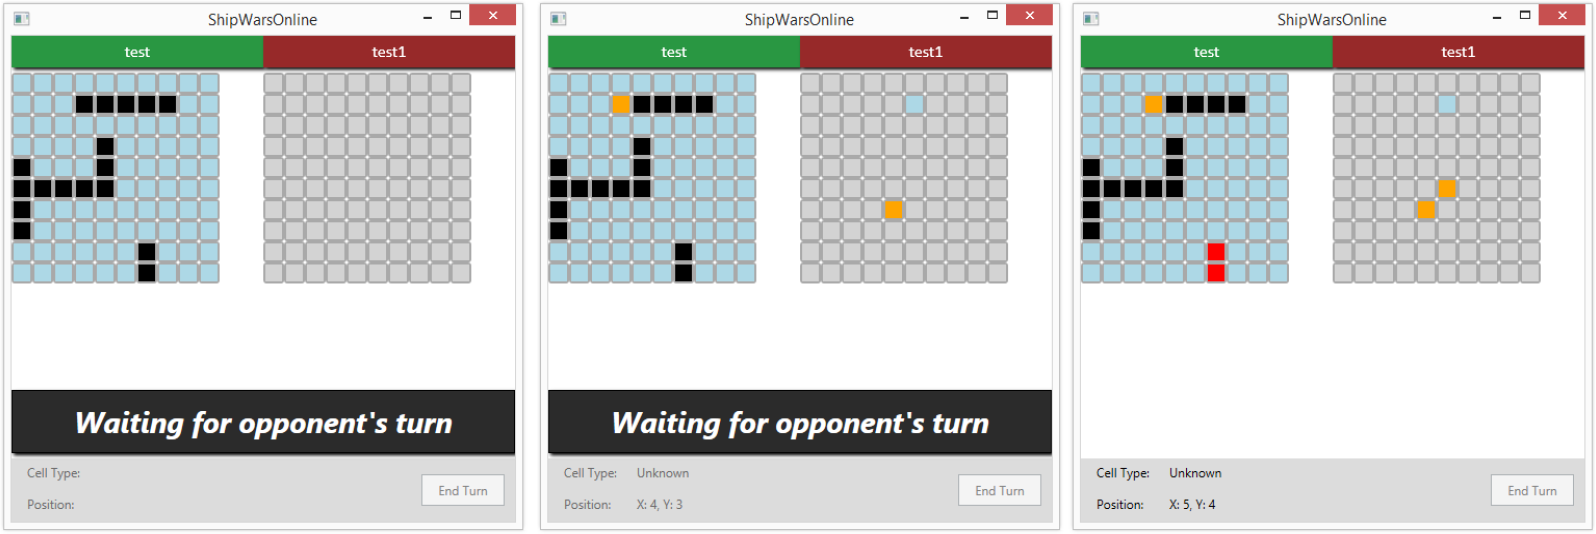 ShipWarsOnline
test test1
Waiting for opponent's turn
Cell Type:
Position:
End Turn
ShipWarsOnline
test test1
Waiting for opponent's turn
Cell Type: Unknown
Position: X: 4, Y: 3
End Turn
ShipWarsOnline
test test1
Cell Type: Unknown
Position: X: 5, Y: 4
End Turn